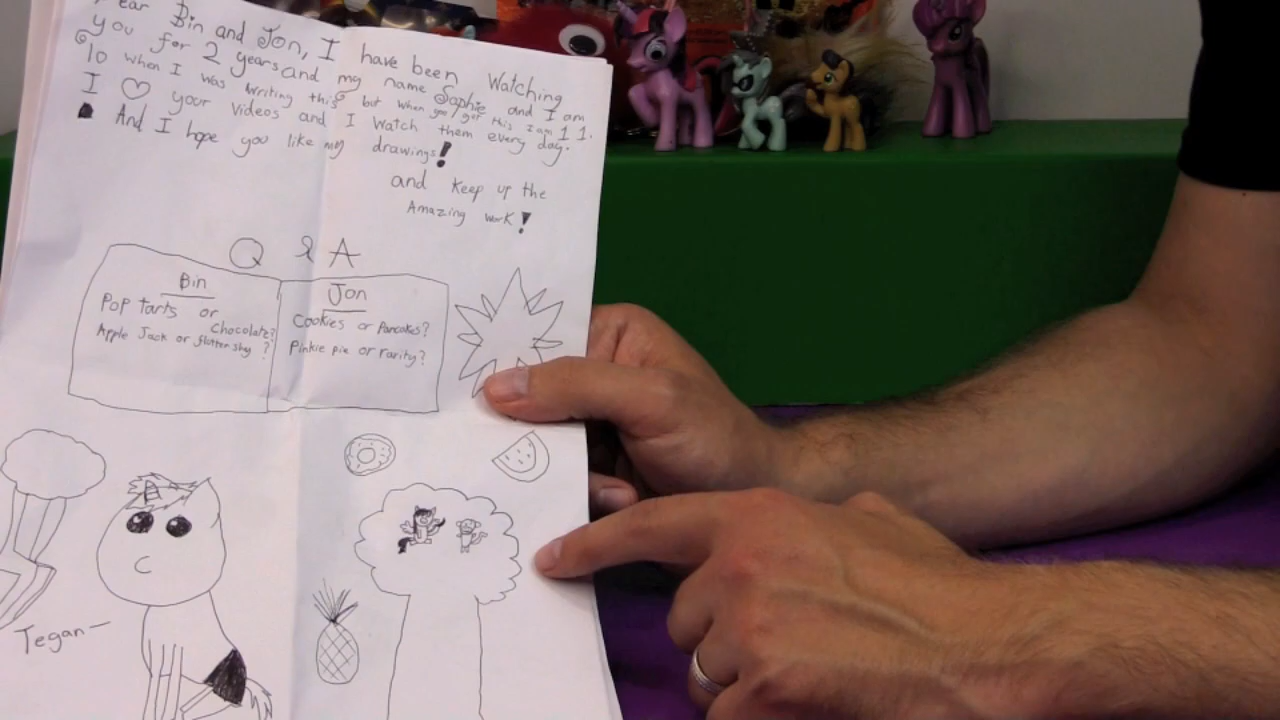 Dear Bin and Jon, I have been Watching
you for 2 years and my name Sophie and I am
10 when I was writing this but when you get this I am 11.
I ♡ your videos and I watch them every day.
And I hope you like my drawings!
and keep up the
Amazing work!
Q & A
Bin
Pop tarts or
Chocolate?
Apple Jack or fluttershy ?
Jon
Cookies or Pancakes?
Pinkie pie or rarity?
Tegan—